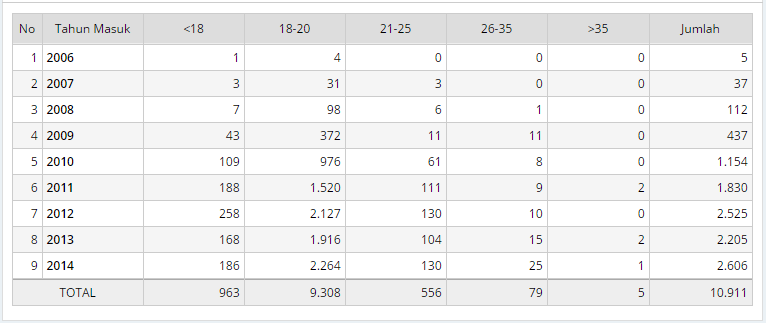 No Tahun Masuk <18 18-20 21-25 26-35 >35 Jumlah
1 2006 1 4 0 0 0 5
2 2007 3 31 3 0 0 37
3 2008 7 98 6 1 0 112
4 2009 43 372 11 11 0 437
5 2010 109 976 61 8 0 1.154
6 2011 188 1.520 111 9 2 1.830
7 2012 258 2.127 130 10 0 2.525
8 2013 168 1.916 104 15 2 2.205
9 2014 186 2.264 130 25 1 2.606
TOTAL 963 9.308 556 79 5 10.911